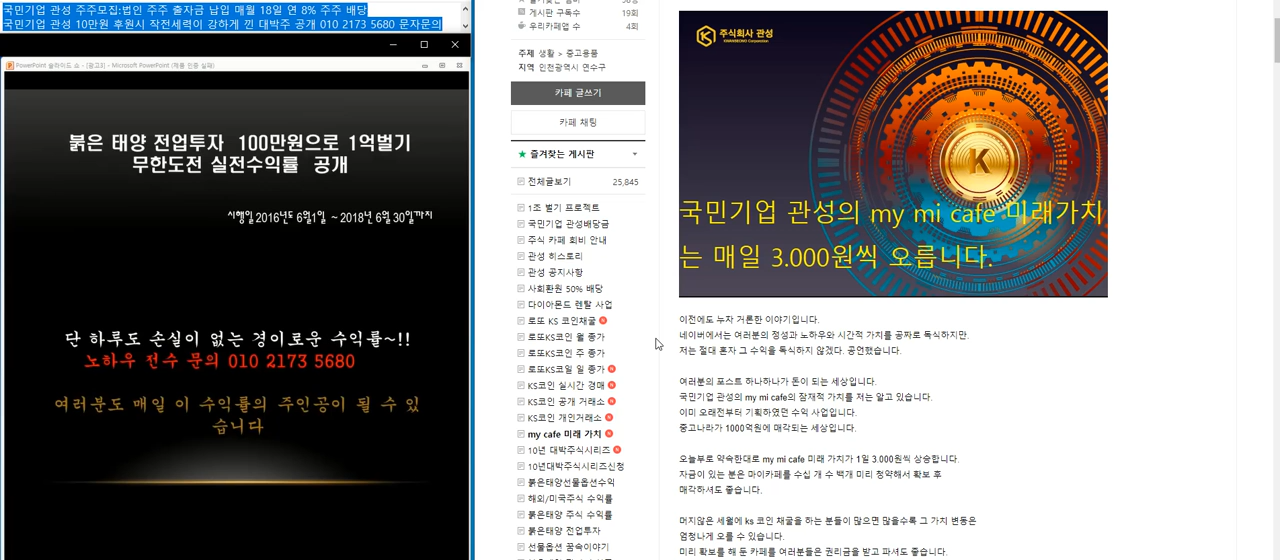 국민기업 관성 주주모집:법인 주주 출자금 납입 매월 18일 연 8% 주주 배당
국민기업 관성 10만원 후원시 작전세력이 강하게 낀 대박주 공개 010 2173 5680 문자문의
PowerPoint 슬라이드 쇼 - [광고3] - Microsoft PowerPoint (제품 인증 실패)
붉은 태양 전업투자 100만원으로 1억벌기
무한도전 실전수익률 공개
시행일2016년도 6월1일 ~2018년 6월 30일까지
단 하루도 손실이 없는 경이로운 수익률~!!
노하우 전수 문의 010 2173 5680
여러분도 매일 이 수익률의 주인공이 될 수 있
습니다
게시판 구독수 19회
우리카페앱 수 4회
주제 생활 > 중고용품
지역 인천광역시 연수구
카페 글쓰기
카페 채팅
★ 즐겨찾는 게시판
전체글보기 25,845
1조 벌기 프로젝트
국민기업 관성배당금
주식 카페 회비 안내
관성 히스토리
관성 공지사항
사회환원 50% 배당
다이아몬드 렌탈 사업
로또 KS 코인채굴
로또KS코인 월 종가
로또KS코인 주 종가
로또KS코일 일 종가
KS코인 실시간 경매
KS코인 공개 거래소
KS코인 개인거래소
my cafe 미래 가치
10년 대박주식시리즈
10년대박주식시리즈신청
붉은태양선물옵션수익
해외/미국주식 수익률
붉은태양 주식 수익률
붉은태양 전업투자
선물옵션 꿈속이야기
주식회사 관성
KWANSEONG Corporation
K
국민기업 관성의 my mi cafe 미래가치
는 매일 3.000원씩 오릅니다.
이전에도 누차 거론한 이야기입니다.
네이버에서는 여러분의 정성과 노하우와 시간적 가치를 공짜로 독식하지만.
저는 절대 혼자 그 수익을 독식하지 않겠다. 공언했습니다.
여러분의 포스트 하나하나가 돈이 되는 세상입니다.
국민기업 관성의 my mi cafe의 잠재적 가치를 저는 알고 있습니다.
이미 오래전부터 기획하였던 수익 사업입니다.
중고나라가 1000억원에 매각되는 세상입니다.
오늘부로 약속한대로 my mi cafe 미래 가치가 1일 3.000원씩 상승합니다.
자금이 있는 분은 마이카페를 수십 개 수 백개 미리 청약해서 확보 후
매각하셔도 좋습니다.
머지않은 세월에 ks 코인 채굴을 하는 분들이 많으면 많을수록 그 가치 변동은
엄청나게 오를 수 있습니다.
미리 확보를 해 둔 카페를 여러분들은 권리금을 받고 파셔도 좋습니다.